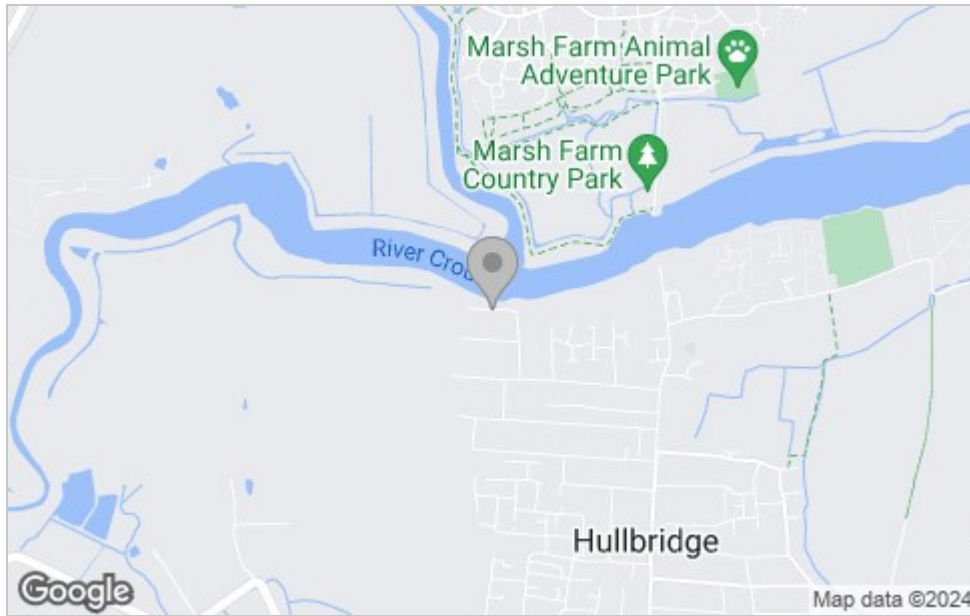 Marsh Farm Animal
Adventure Park
Marsh Farm
Country Park
River Crou
Hullbridge
Google
Map data ©2024